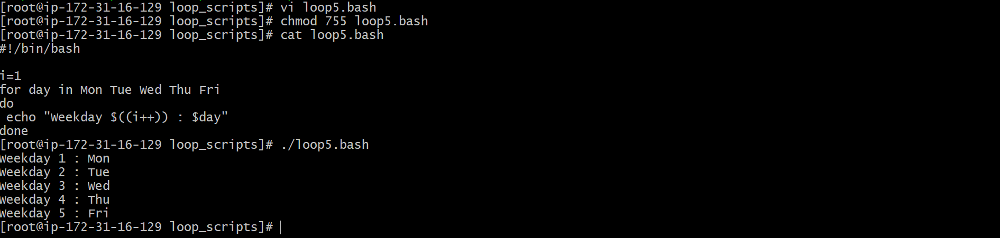 [root@ip-172-31-16-129 loop_scripts]# vi loop5.bash
[root@ip-172-31-16-129 loop_scripts]# chmod 755 loop5.bash
[root@ip-172-31-16-129 loop_scripts]# cat loop5.bash
#!/bin/bash

i=1
for day in Mon Tue Wed Thu Fri
do
 echo "Weekday $((i++)) : $day"
done
[root@ip-172-31-16-129 loop_scripts]# ./loop5.bash
Weekday 1 : Mon
Weekday 2 : Tue
Weekday 3 : Wed
Weekday 4 : Thu
Weekday 5 : Fri
[root@ip-172-31-16-129 loop_scripts]#